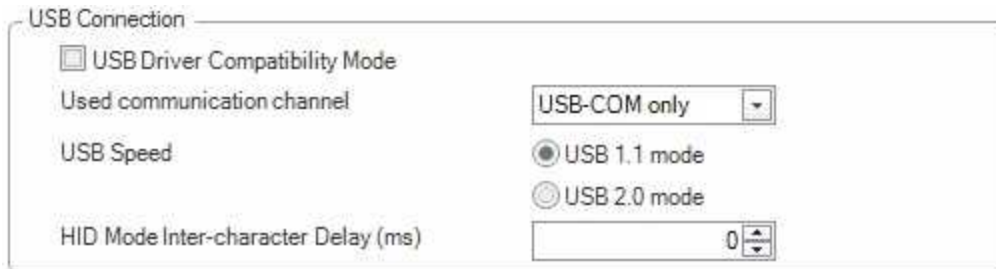 USB Connection
USB Driver Compatibility Mode
Used communication channel USB-COM only
USB Speed USB 1.1 mode
USB 2.0 mode
HID Mode Inter-character Delay (ms) 0